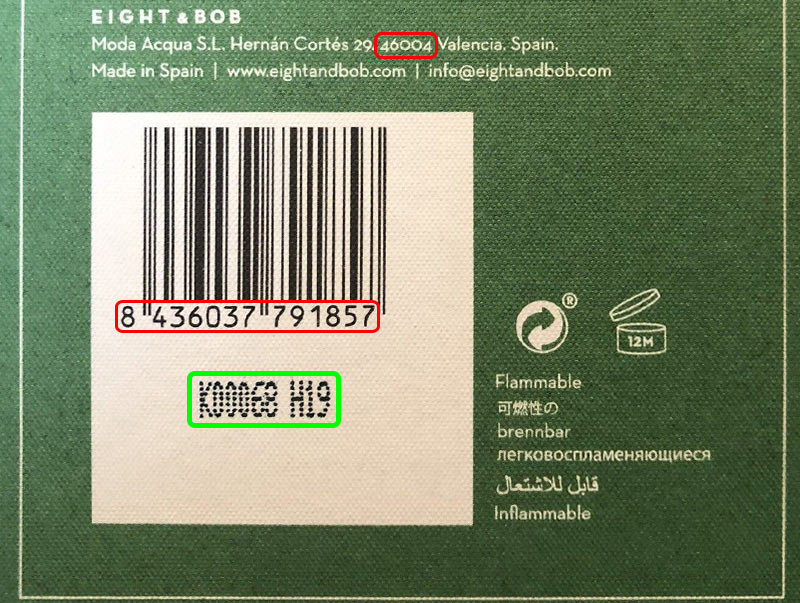 EIGHT & BOB
Moda Acqua S.L. Hernán Cortés 29, 46004 Valencia. Spain.
Made in Spain | www.eightandbob.com | info@eightandbob.com
8 436037 791857
K00068 H19
®
12M
Flammable
可燃性の
brennbar
легковоспламеняющиеся
قابل للاشتعال
Inflammable